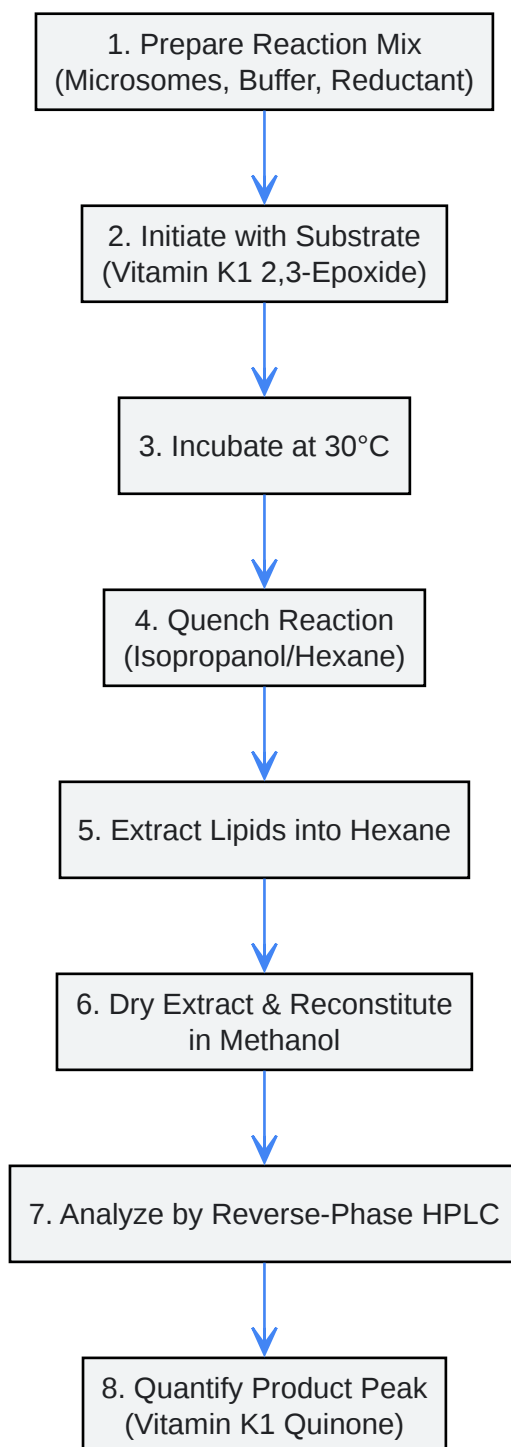 1. Prepare Reaction Mix
(Microsomes, Buffer, Reductant)
2. Initiate with Substrate
(Vitamin K1 2,3-Epoxide)
3. Incubate at 30°C
4. Quench Reaction
(Isopropanol/Hexane)
5. Extract Lipids into Hexane
6. Dry Extract & Reconstitute
in Methanol
7. Analyze by Reverse-Phase HPLC
8. Quantify Product Peak
(Vitamin K1 Quinone)